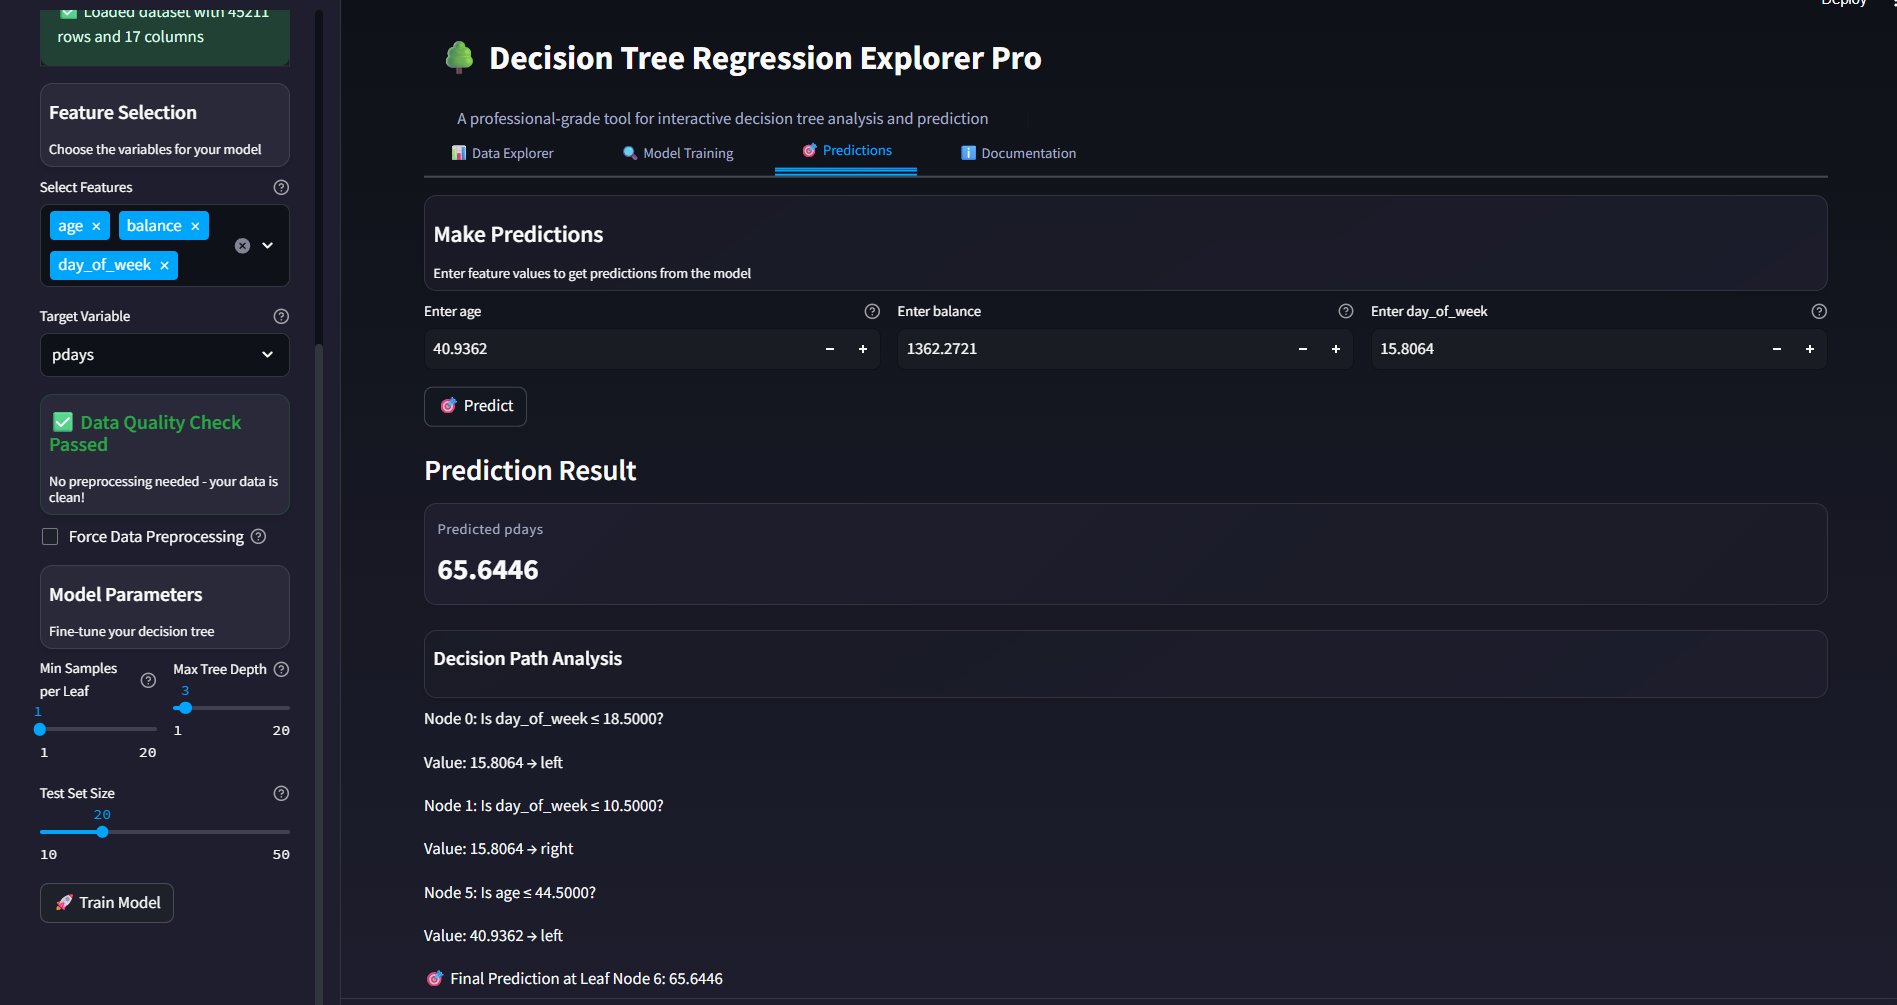 Loaded dataset with 45211
rows and 17 columns
Feature Selection
Choose the variables for your model
Select Features
age ×
balance ×
day_of_week ×
Target Variable
pdays
Data Quality Check
Passed
No preprocessing needed - your data is
clean!
Force Data Preprocessing
Model Parameters
Fine-tune your decision tree
Min Samples
per Leaf
1
1 20
Max Tree Depth
3
1 20
Test Set Size
20
10 50
Train Model
Deploy
Decision Tree Regression Explorer Pro
A professional-grade tool for interactive decision tree analysis and prediction
Data Explorer
Model Training
Predictions
Documentation
Make Predictions
Enter feature values to get predictions from the model
Enter age
40.9362
Enter balance
1362.2721
Enter day_of_week
15.8064
Predict
Prediction Result
Predicted pdays
65.6446
Decision Path Analysis
Node 0: Is day_of_week ≤ 18.5000?
Value: 15.8064 → left
Node 1: Is day_of_week ≤ 10.5000?
Value: 15.8064 → right
Node 5: Is age ≤ 44.5000?
Value: 40.9362 → left
Final Prediction at Leaf Node 6: 65.6446